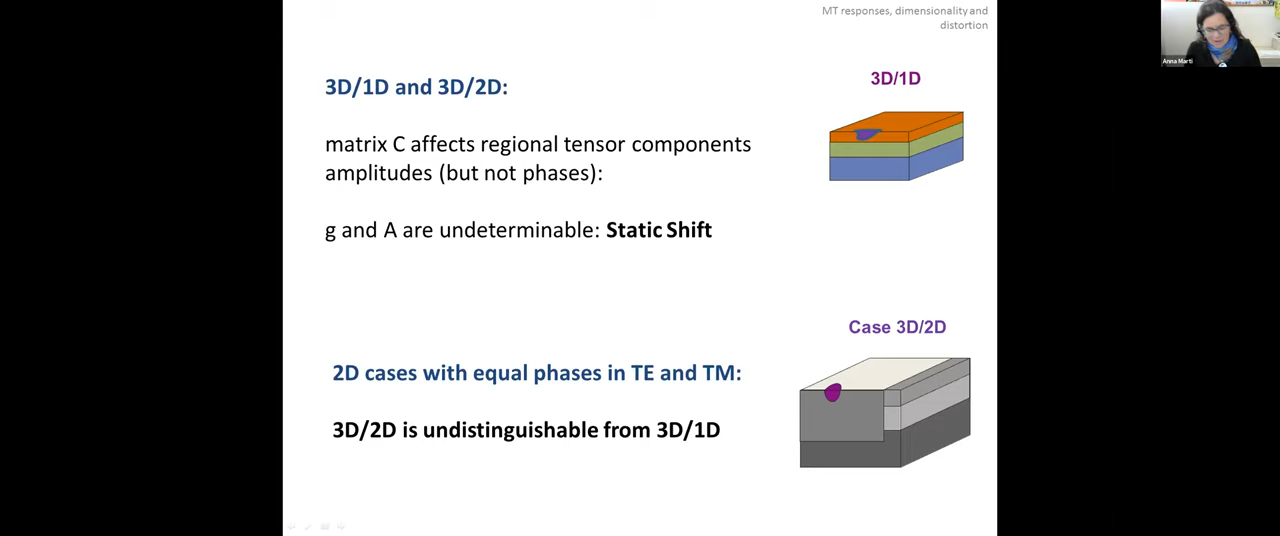 MT responses, dimensionality and
distortion
Anna Marti
3D/1D and 3D/2D:
3D/1D
matrix C affects regional tensor components
amplitudes (but not phases):
g and A are undeterminable: Static Shift
Case 3D/2D
2D cases with equal phases in TE and TM:
3D/2D is undistinguishable from 3D/1D